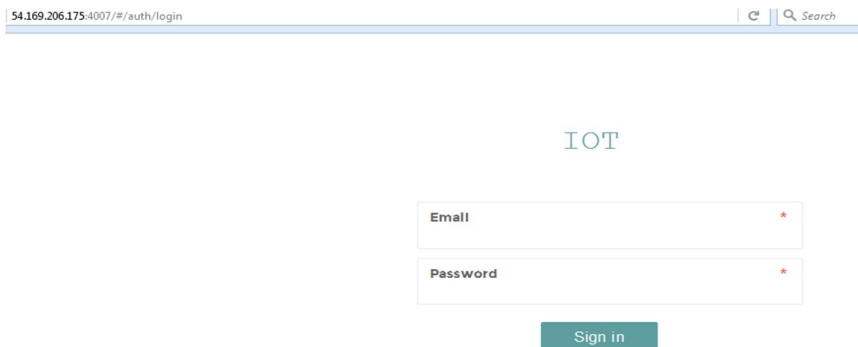 54.169.206.175:4007/#/auth/login Search
IOT
Email *
Password *
Sign in